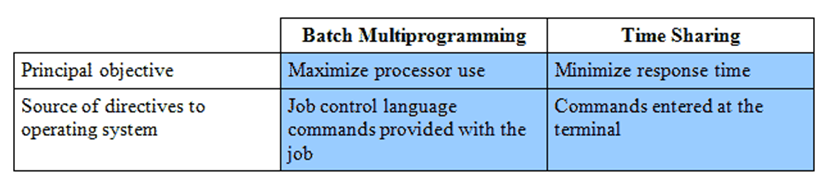 Batch Multiprogramming Time Sharing
Principal objective Maximize processor use Minimize response time
Source of directives to Job control language Commands entered at the
operating system commands provided with the terminal
job